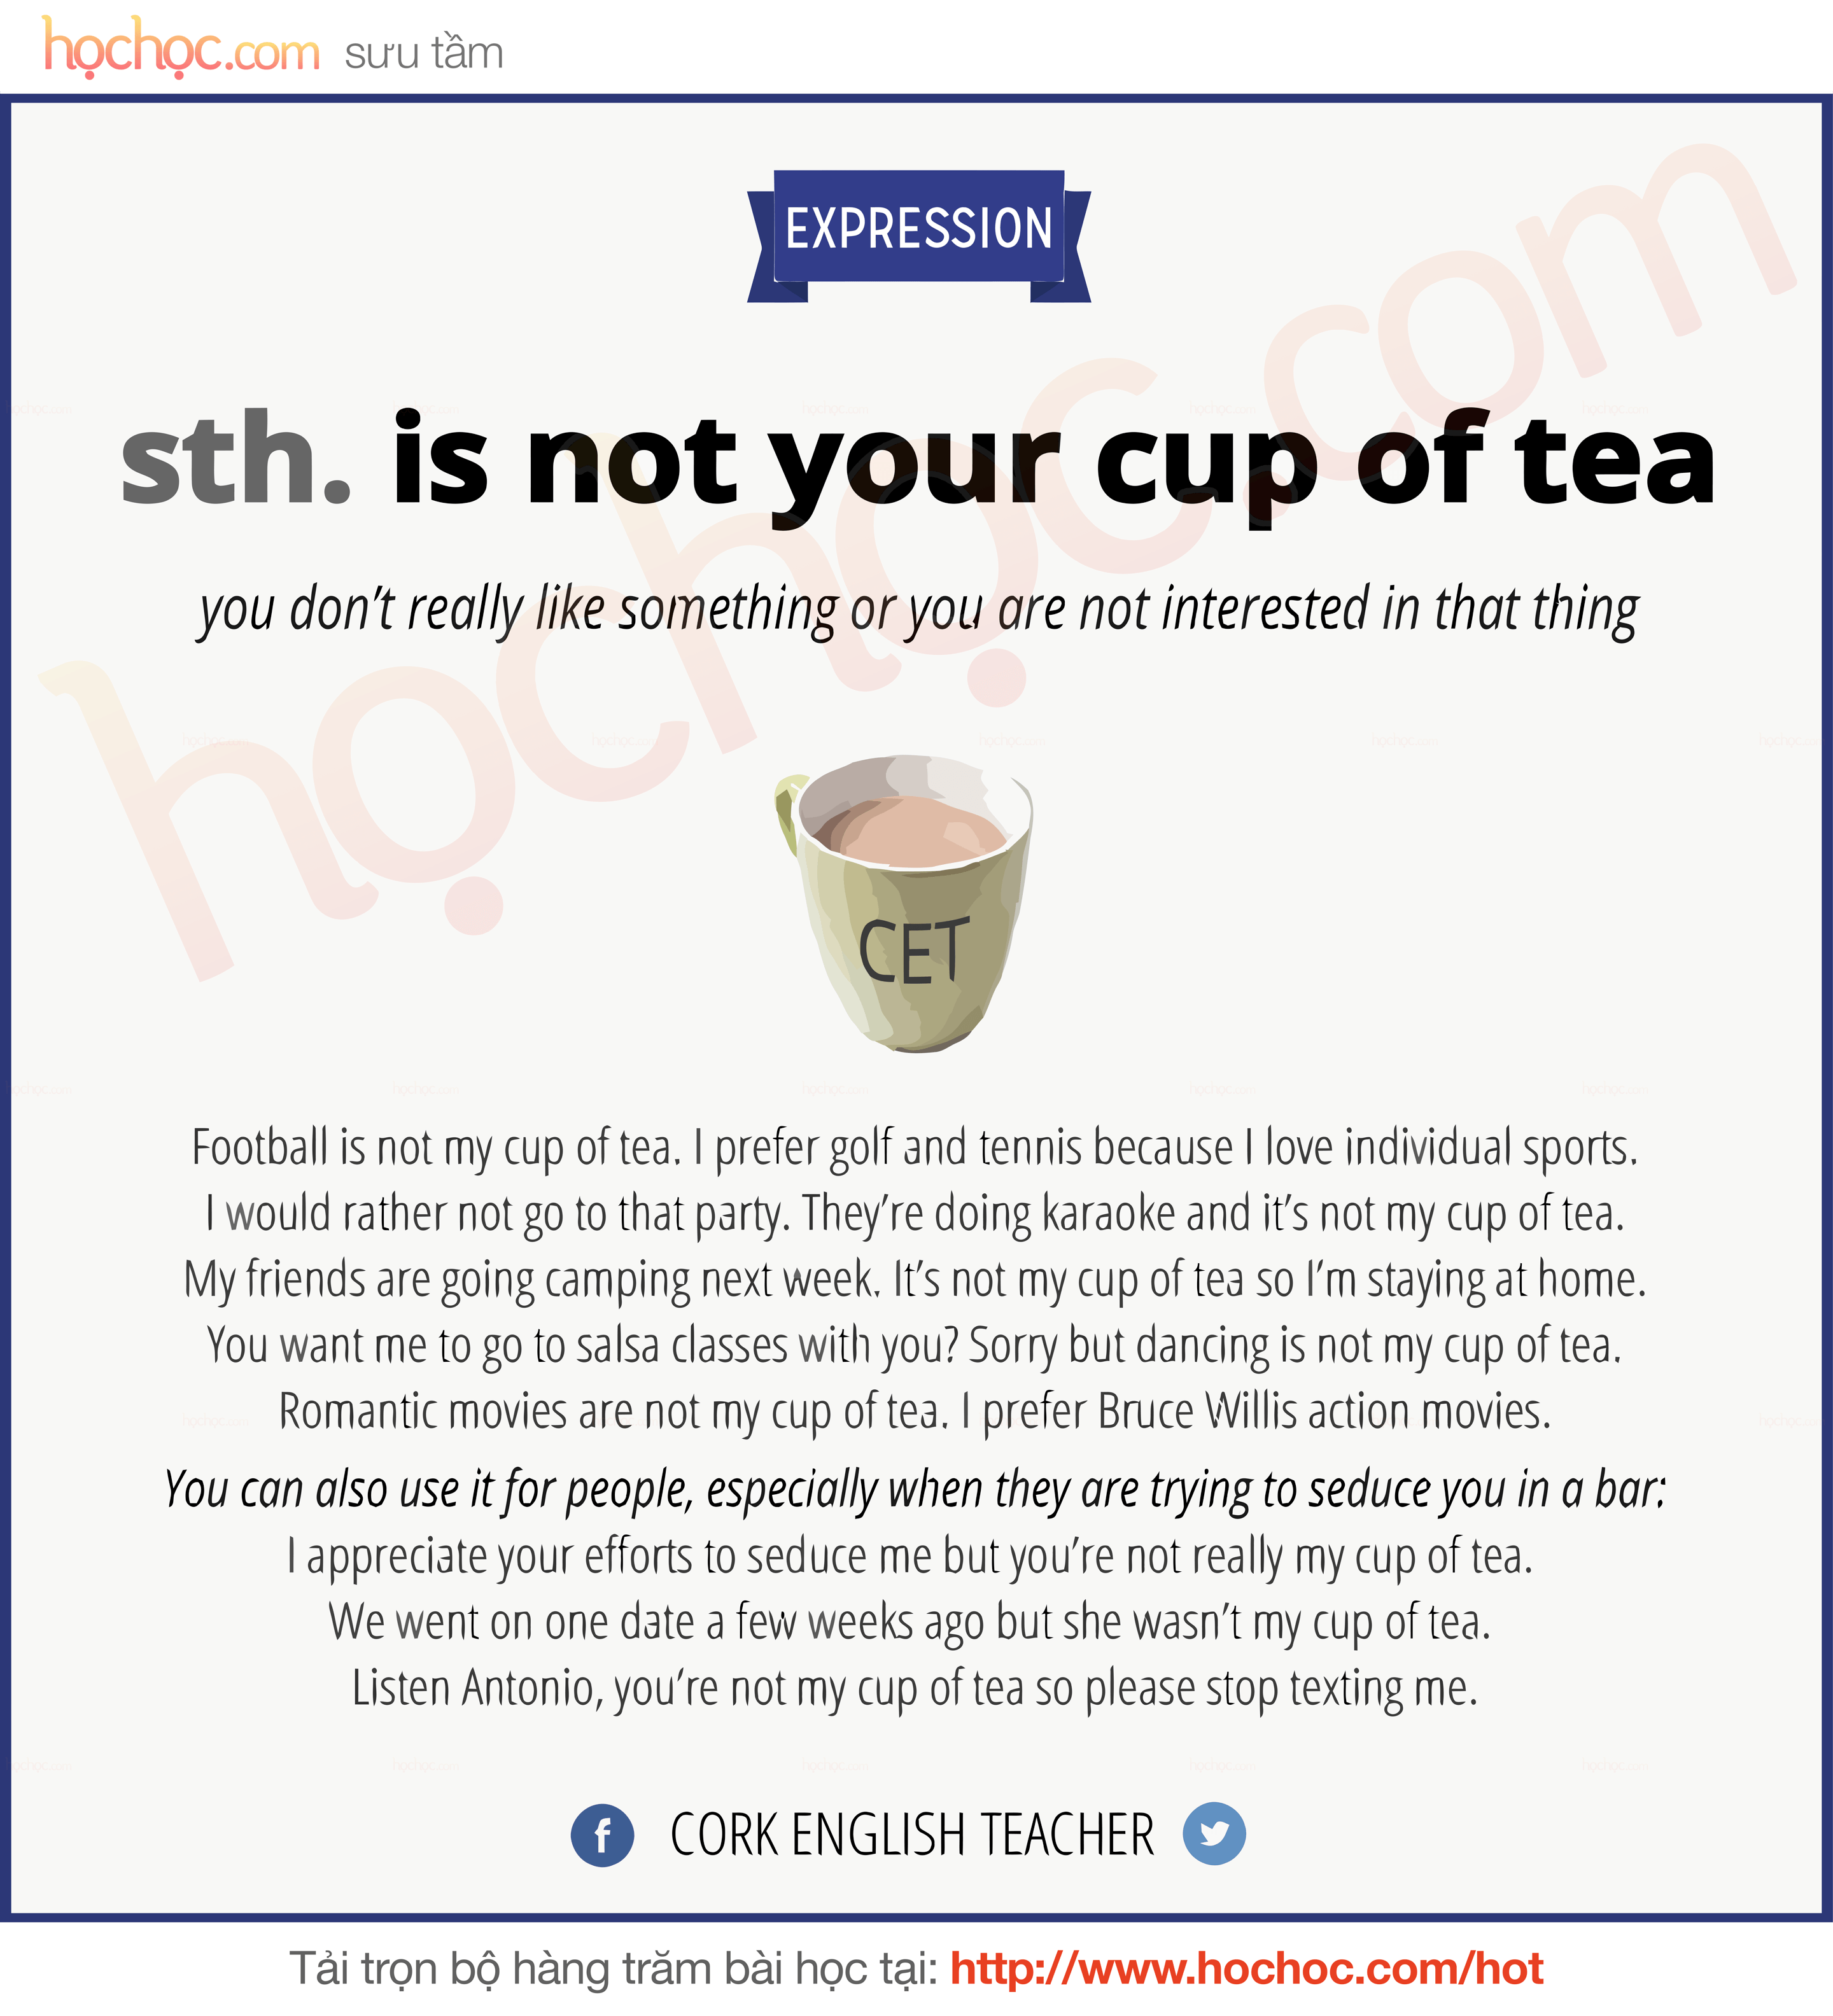 họchọc.com sưu tầm
EXPRESSION
sth. is not your cup of tea
you don't really like something or you are not interested in that thing
họchọc.com
CET
Football is not my cup of tea. I prefer golf and tennis because I love individual sports.
I would rather not go to that party. They're doing karaoke and it's not my cup of tea.
My friends are going camping next week. It's not my cup of tea so I'm staying at home.
You want me to go to salsa classes with you? Sorry but dancing is not my cup of tea.
Romantic movies are not my cup of tea. I prefer Bruce Willis action movies.
You can also use it for people, especially when they are trying to seduce you in a bar:
I appreciate your efforts to seduce me but you're not really my cup of tea.
We went on one date a few weeks ago but she wasn't my cup of tea.
Listen Antonio, you're not my cup of tea so please stop texting me.
CORK ENGLISH TEACHER
Tải trọn bộ hàng trăm bài học tại: http://www.hochoc.com/hot